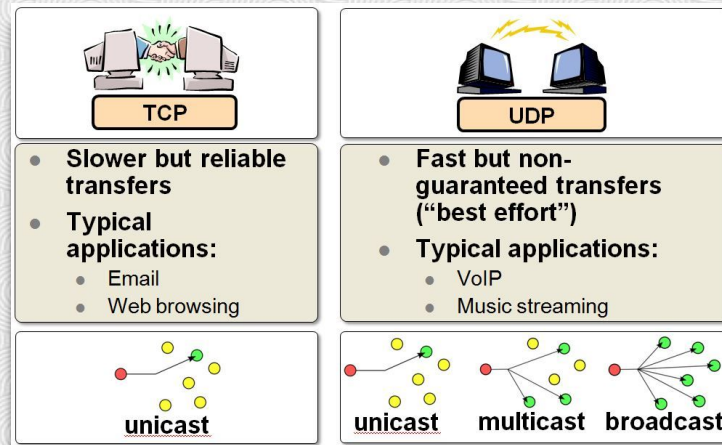 TCP
Slower but reliable
transfers
Typical
applications:
Email
Web browsing
unicast
UDP
Fast but non-
guaranteed transfers
(“best effort”)
Typical applications:
VoIP
Music streaming
unicast multicast broadcast